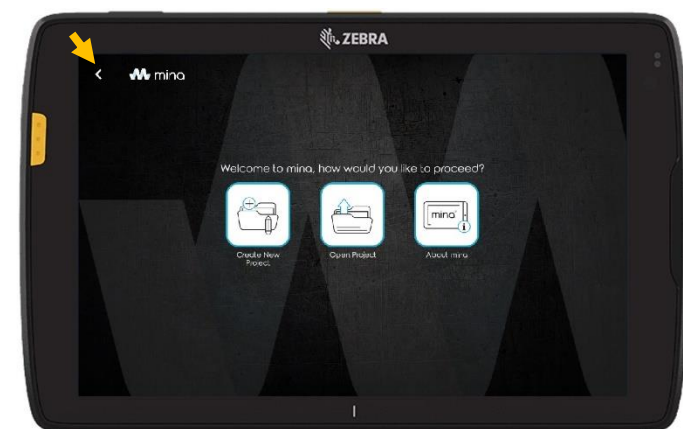 ZEBRA
mina
Welcome to mina, how would you like to proceed?
mina
Create New
Project
Open Project
About mina